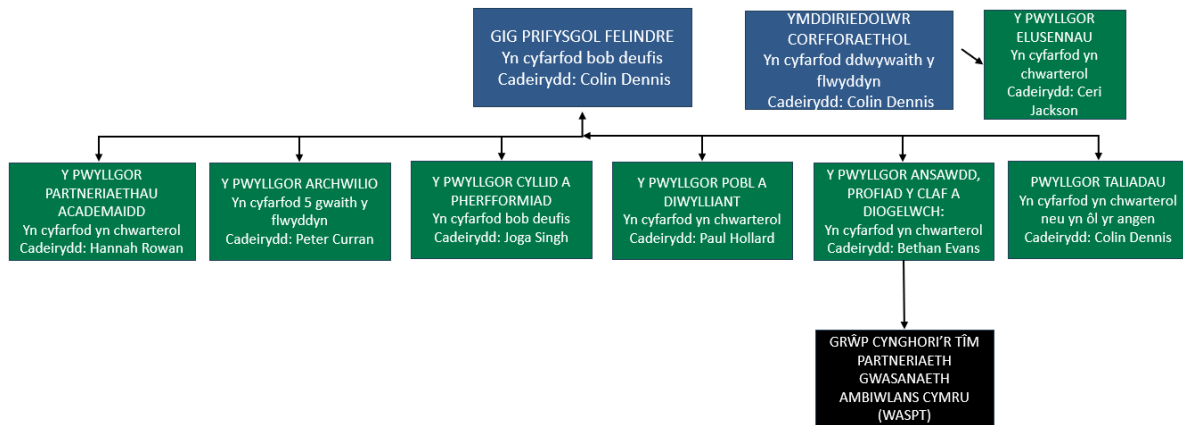 GIG PRIFYSGOL FELINDRE
Yn cyfarfod bob deufis
Cadeirydd: Colin Dennis
YMDDIRIEDOLWR
CORFFORAETHOL
Yn cyfarfod ddwywaith y
flwyddyn
Cadeirydd: Colin Dennis
Y PWYLLGOR
ELUSENNAU
Yn cyfarfod yn
chwarterol
Cadeirydd: Ceri
Jackson
Y PWYLLGOR
PARTNERIAETHAU
ACADEMAIDD
Yn cyfarfod yn chwarterol
Cadeirydd: Hannah Rowan
Y PWYLLGOR ARCHWILIO
Yn cyfarfod 5 gwaith y
flwyddyn
Cadeirydd: Peter Curran
Y PWYLLGOR CYLLID A
PHERFFORMIAD
Yn cyfarfod bob deufis
Cadeirydd: Joga Singh
Y PWYLLGOR POBL A
DIWYLLIANT
Yn cyfarfod yn chwarterol
Cadeirydd: Paul Hollard
Y PWYLLGOR ANSAWDD,
PROFIAD Y CLAF A
DIOGELWCH:
Yn cyfarfod yn chwarterol
Cadeirydd: Bethan Evans
PWYLLGOR TALIADAU
Yn cyfarfod yn chwarterol
neu yn ôl yr angen
Cadeirydd: Colin Dennis
GRŴP CYNGHORI’R TÎM
PARTNERIAETH
GWASANAETH
AMBIWLANS CYMRU
(WASPT)